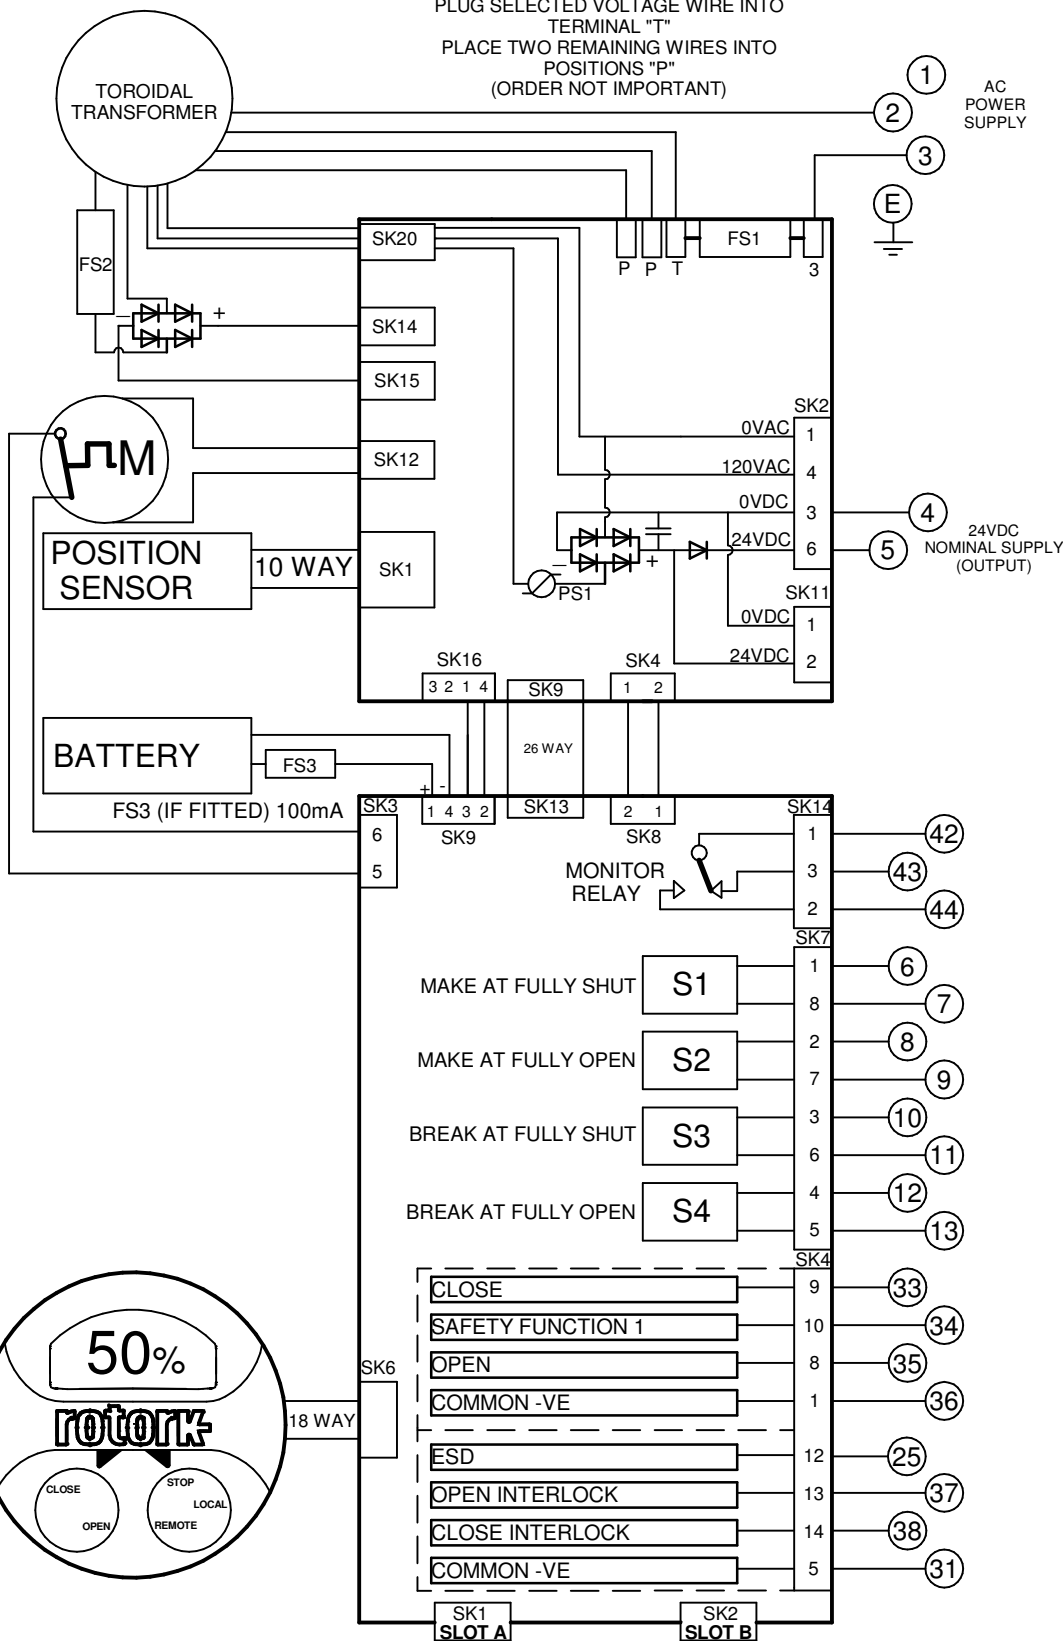 PLUG SELECTED VOLTAGE WIRE INTO
TERMINAL "T"
PLACE TWO REMAINING WIRES INTO
POSITIONS "P"
(ORDER NOT IMPORTANT)
TOROIDAL
TRANSFORMER
1
2
3
E
AC
POWER
SUPPLY
FS2
SK20
P P T
FS1
3
- +
SK14
SK15
M
SK12
SK2
0VAC 1
120VAC 4
0VDC 3
24VDC 6
4
5
24VDC
NOMINAL SUPPLY
(OUTPUT)
- +
PS1
POSITION
SENSOR
10 WAY
SK1
SK11
0VDC 1
24VDC 2
SK16
3 2 1 4
SK9
SK4
1 2
26 WAY
BATTERY
FS3
FS3 (IF FITTED) 100mA
+ -
SK3
6
5
1 4 3 2
SK9
SK13
2 1
SK8
SK14
MONITOR
RELAY
1 42
3 43
2 44
SK7
MAKE AT FULLY SHUT S1
1 6
8 7
MAKE AT FULLY OPEN S2
2 8
7 9
BREAK AT FULLY SHUT S3
3 10
6 11
BREAK AT FULLY OPEN S4
4 12
5 13
SK4
CLOSE 9 33
SAFETY FUNCTION 1 10 34
OPEN 8 35
COMMON -VE 1 36
ESD 12 25
OPEN INTERLOCK 13 37
CLOSE INTERLOCK 14 38
COMMON -VE 5 31
50%
rotork
CLOSE
OPEN
STOP
LOCAL
REMOTE
18 WAY
SK6
SK1
SLOT A
SK2
SLOT B